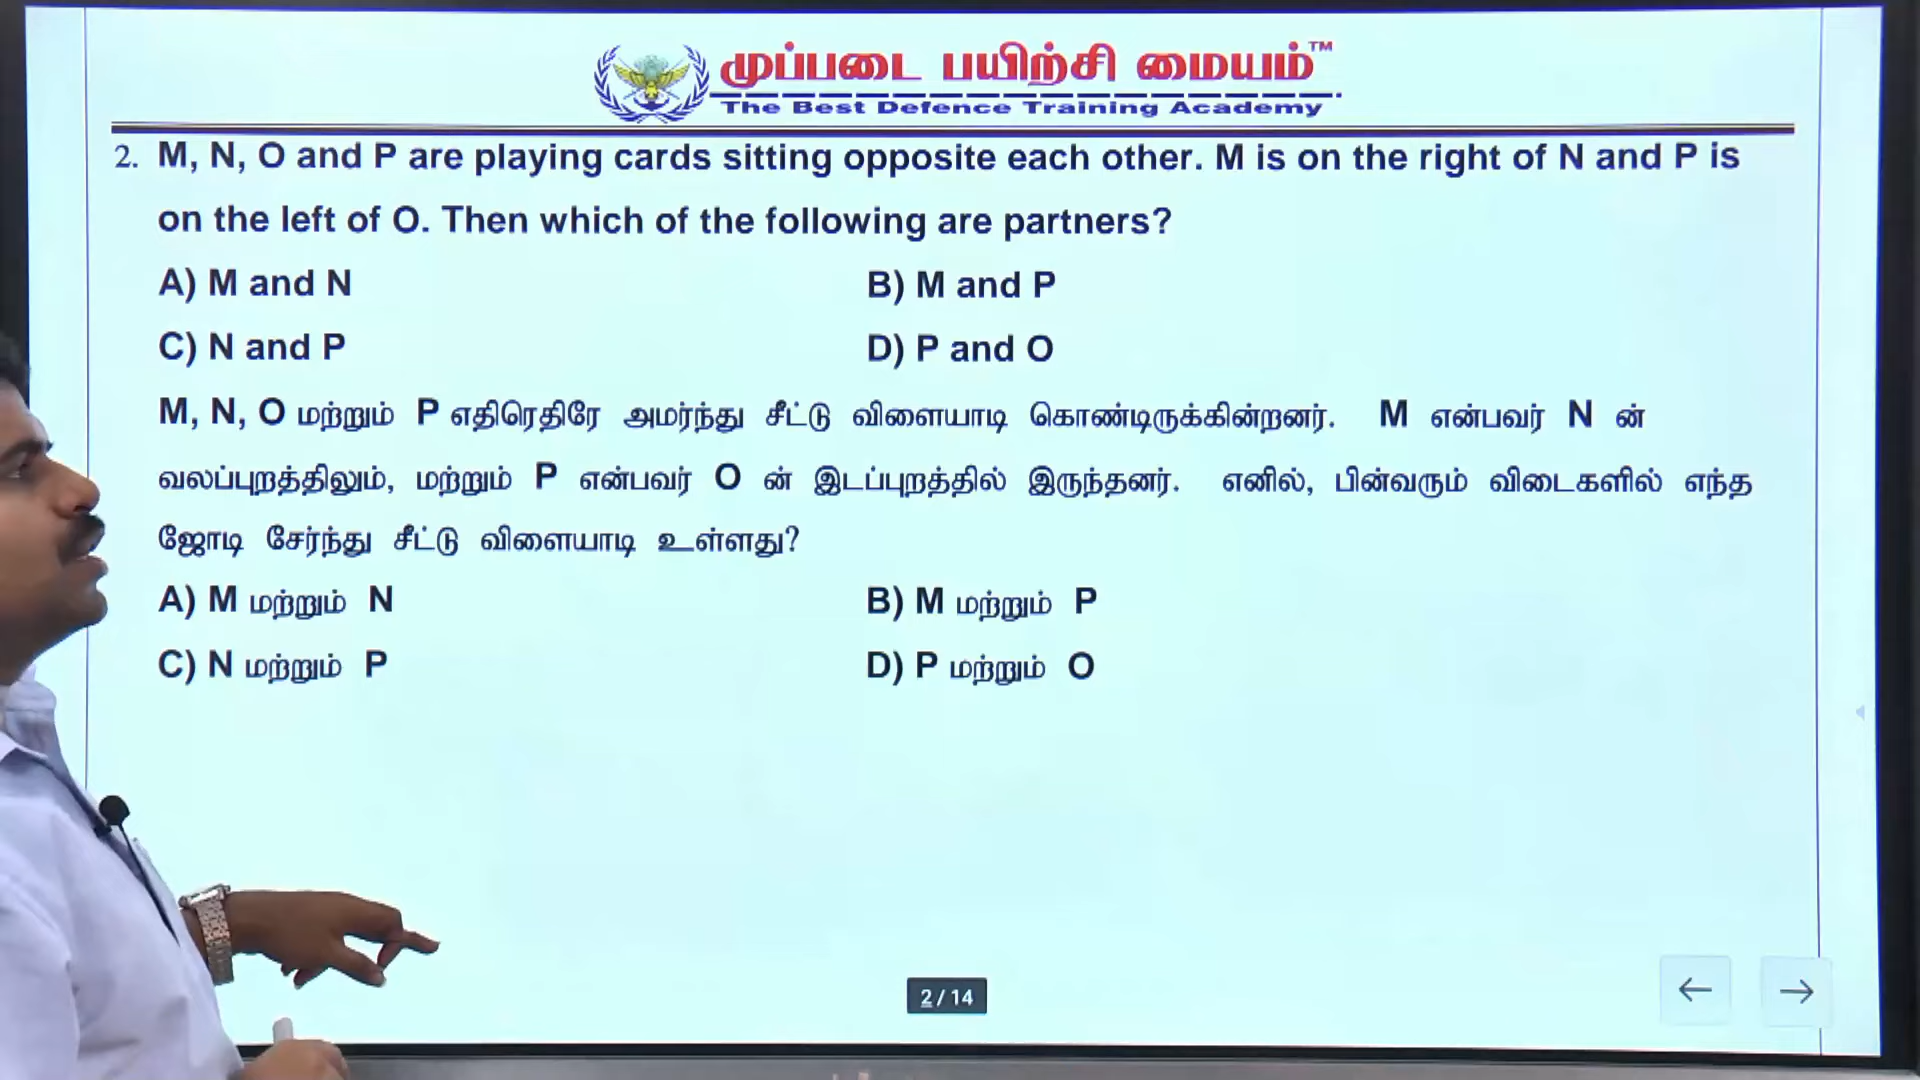 முப்படை பயிற்சி மையம்™
The Best Defence Training Academy
2. M, N, O and P are playing cards sitting opposite each other. M is on the right of N and P is
on the left of O. Then which of the following are partners?
A) M and N B) M and P
C) N and P D) P and O
M, N, O மற்றும் P எதிரெதிரே அமர்ந்து சீட்டு விளையாடி கொண்டிருக்கின்றனர். M என்பவர் N ன்
வலப்புறத்திலும், மற்றும் P என்பவர் O ன் இடப்புறத்தில் இருந்தனர். எனில், பின்வரும் விடைகளில் எந்த
ஜோடி சேர்ந்து சீட்டு விளையாடி உள்ளது?
A) M மற்றும் N B) M மற்றும் P
C) N மற்றும் P D) P மற்றும் O
2 / 14